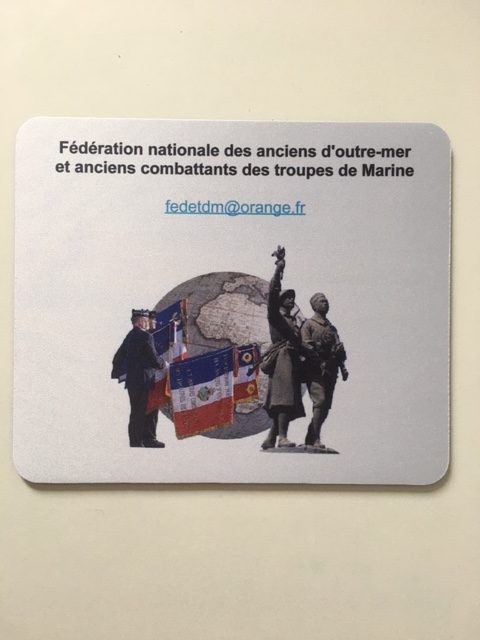 Fédération nationale des anciens d'outre-mer
et anciens combattants des troupes de Marine
fedetdm@orange.fr